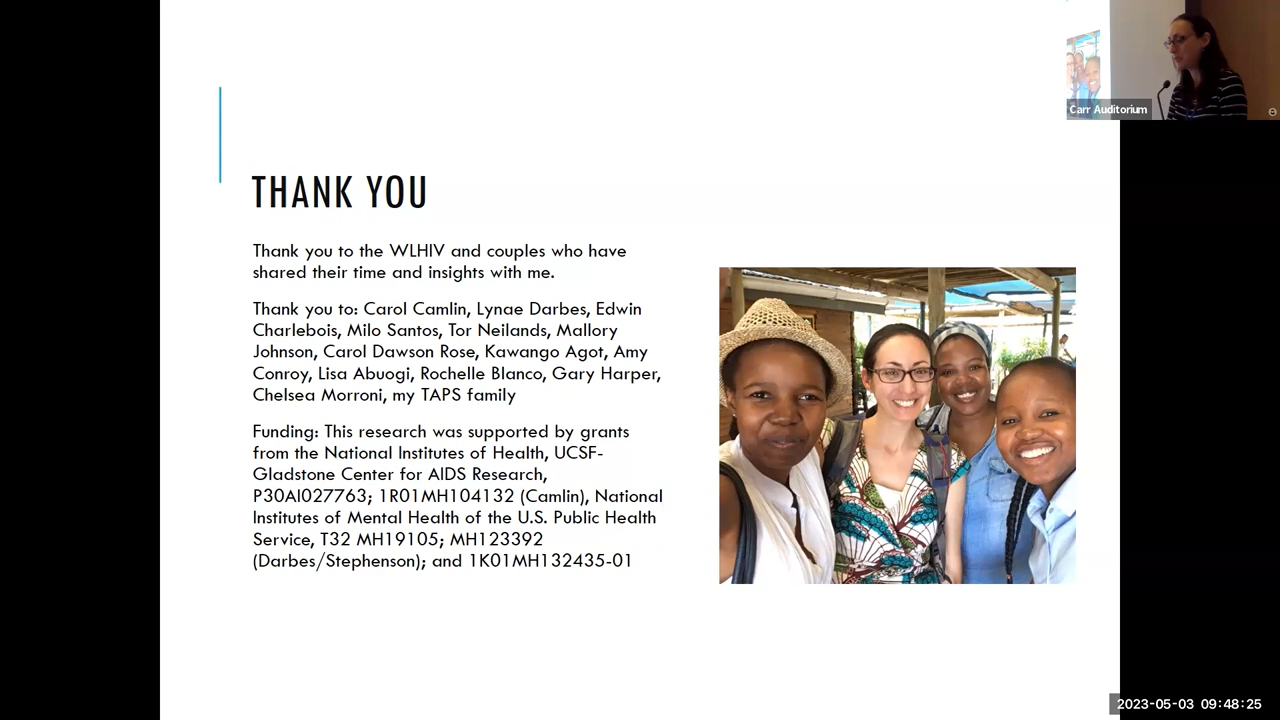 Carr Auditorium
THANK YOU
Thank you to the WLHIV and couples who have
shared their time and insights with me.
Thank you to: Carol Camlin, Lynae Darbes, Edwin
Charlebois, Milo Santos, Tor Neilands, Mallory
Johnson, Carol Dawson Rose, Kawango Agot, Amy
Conroy, Lisa Abuogi, Rochelle Blanco, Gary Harper,
Chelsea Morroni, my TAPS family
Funding: This research was supported by grants
from the National Institutes of Health, UCSF-
Gladstone Center for AIDS Research,
P30AI027763; 1R01MH104132 (Camlin), National
Institutes of Mental Health of the U.S. Public Health
Service, T32 MH19105; MH123392
(Darbes/Stephenson); and 1K01MH132435-01
2023-05-03 09:48:25